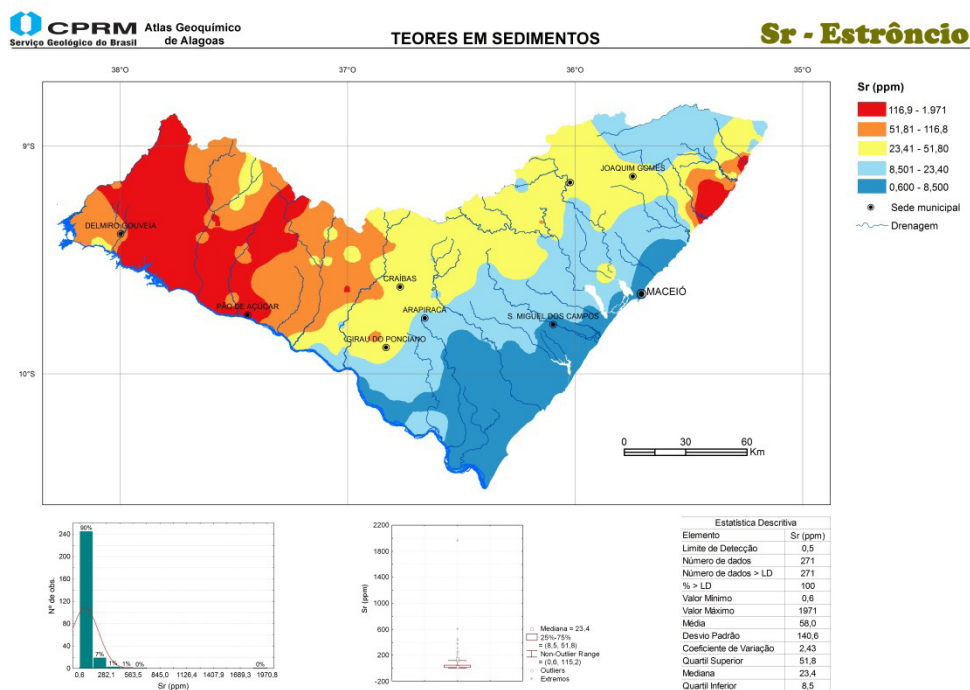 CPRM
Serviço Geológico do Brasil
Atlas Geoquímico
de Alagoas
TEORES EM SEDIMENTOS
Sr - Estrôncio
38°O 37°O 36°O 35°O
Sr (ppm)
116,9 - 1.971
51,81 - 116,8
23,41 - 51,80
8,501 - 23,40
0,600 - 8,500
Sede municipal
Drenagem
9°S 9°S
JOAQUIM GOMES
DELMIRO GOUVEIA
CRAÍBAS
MACEIÓ
PÃO DE AÇÚCAR
ARAPIRACA
S. MIGUEL DOS CAMPOS
GIRAU DO PONCIANO
10°S 10°S
0 30 60
Km
38°O 37°O 36°O 35°O
Nº de obs.
240
200
160
120
80
40
0
90%
7%
1% 1% 0% 0%
0,6 282,1 563,5 845,0 1126,4 1407,9 1689,3 1970,8
Sr (ppm)
Sr (ppm)
2200
1800
1400
1000
600
200
-200
Mediana = 23,4
25%-75%
= (8,5, 51,8)
Non-Outlier Range
= (0,6, 115,2)
Outliers
Extremos
Estatística Descritiva
Elemento Sr (ppm)
Limite de Detecção 0,5
Número de dados 271
Número de dados > LD 271
% > LD 100
Valor Mínimo 0,6
Valor Máximo 1971
Média 58,0
Desvio Padrão 140,6
Coeficiente de Variação 2,43
Quartil Superior 51,8
Mediana 23,4
Quartil Inferior 8,5